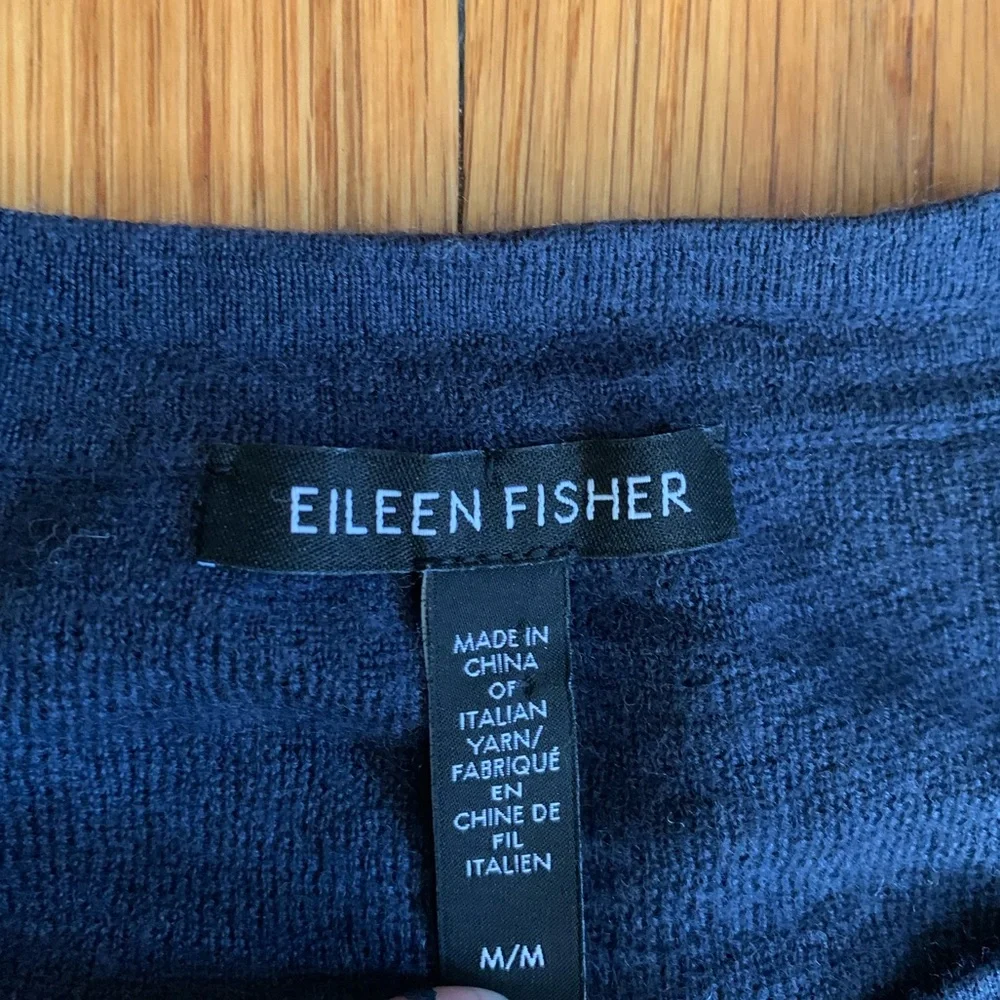 EILEEN FISHER
MADE IN
CHINA
OF
ITALIAN
YARN/
FABRIQUÉ
EN
CHINE DE
FIL
ITALIEN
M/M